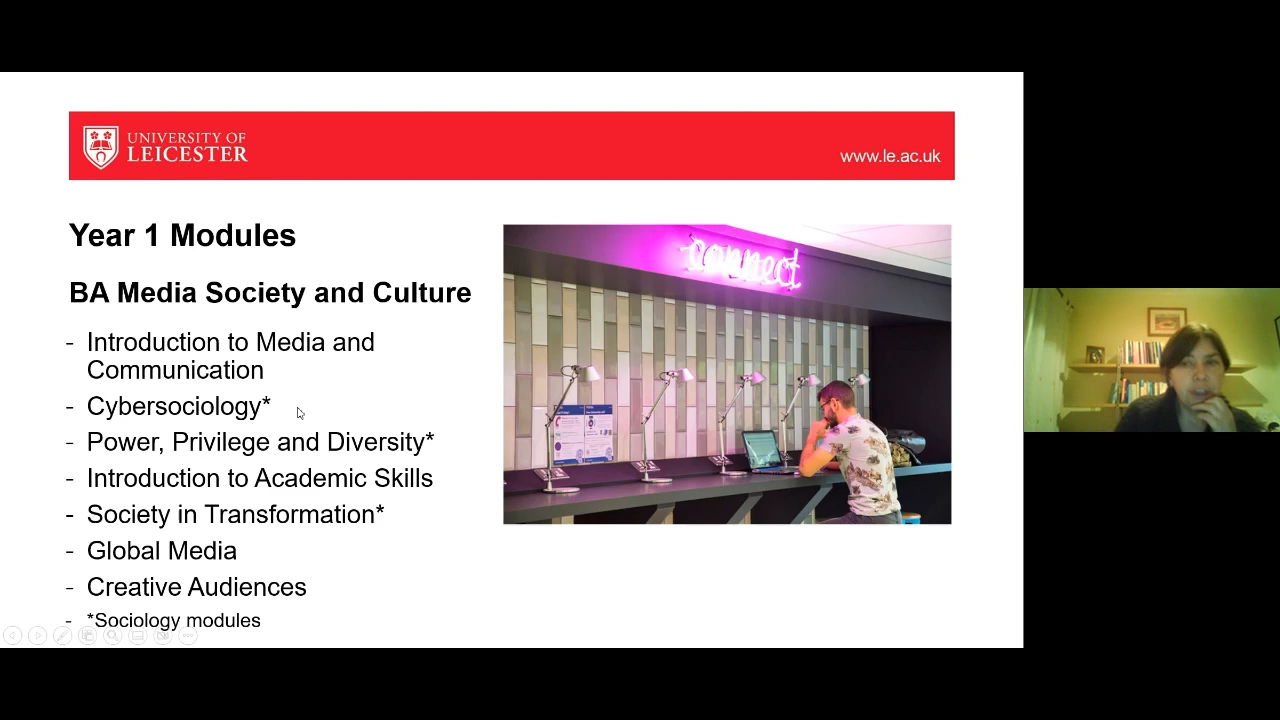 UNIVERSITY OF
LEICESTER
www.le.ac.uk
Year 1 Modules
BA Media Society and Culture
- Introduction to Media and
Communication
- Cybersociology*
- Power, Privilege and Diversity*
- Introduction to Academic Skills
- Society in Transformation*
- Global Media
- Creative Audiences
- *Sociology modules
connect